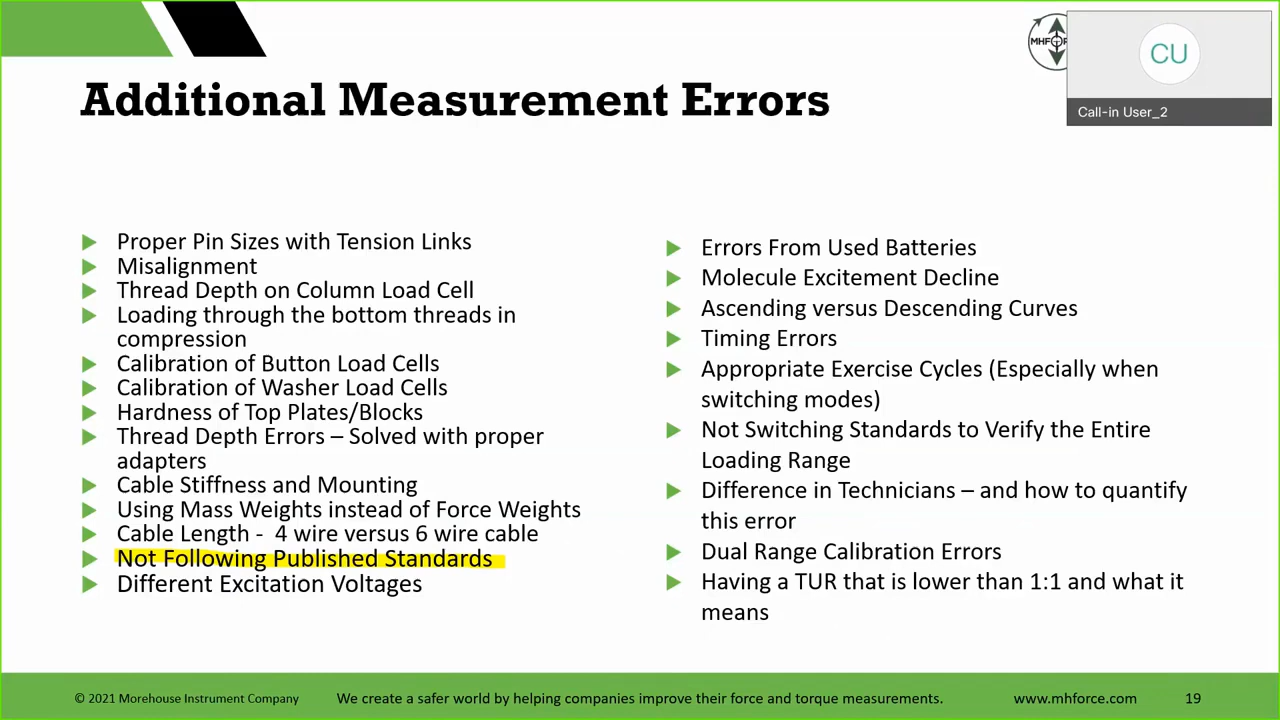 MHFORCE
CU
Call-in User_2
Additional Measurement Errors
Proper Pin Sizes with Tension Links
Misalignment
Thread Depth on Column Load Cell
Loading through the bottom threads in
compression
Calibration of Button Load Cells
Calibration of Washer Load Cells
Hardness of Top Plates/Blocks
Thread Depth Errors – Solved with proper
adapters
Cable Stiffness and Mounting
Using Mass Weights instead of Force Weights
Cable Length - 4 wire versus 6 wire cable
Not Following Published Standards
Different Excitation Voltages
Errors From Used Batteries
Molecule Excitement Decline
Ascending versus Descending Curves
Timing Errors
Appropriate Exercise Cycles (Especially when
switching modes)
Not Switching Standards to Verify the Entire
Loading Range
Difference in Technicians – and how to quantify
this error
Dual Range Calibration Errors
Having a TUR that is lower than 1:1 and what it
means
© 2021 Morehouse Instrument Company
We create a safer world by helping companies improve their force and torque measurements.
www.mhforce.com
19